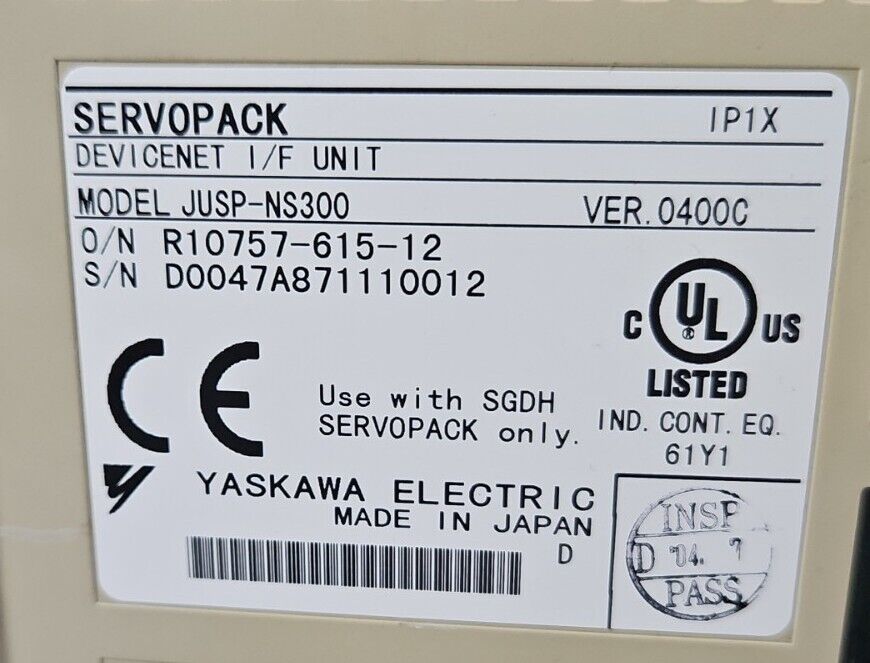 SERVOPACK IP1X
DEVICENET I/F UNIT
MODEL JUSP-NS300 VER.0400C
O/N R10757-615-12
S/N D0047A871110012
C UL ® US
LISTED
IND. CONT. EQ.
61Y1
CE
Use with SGDH
SERVOPACK only.
YASKAWA ELECTRIC
MADE IN JAPAN
D
INSP
D '04. 7
PASS